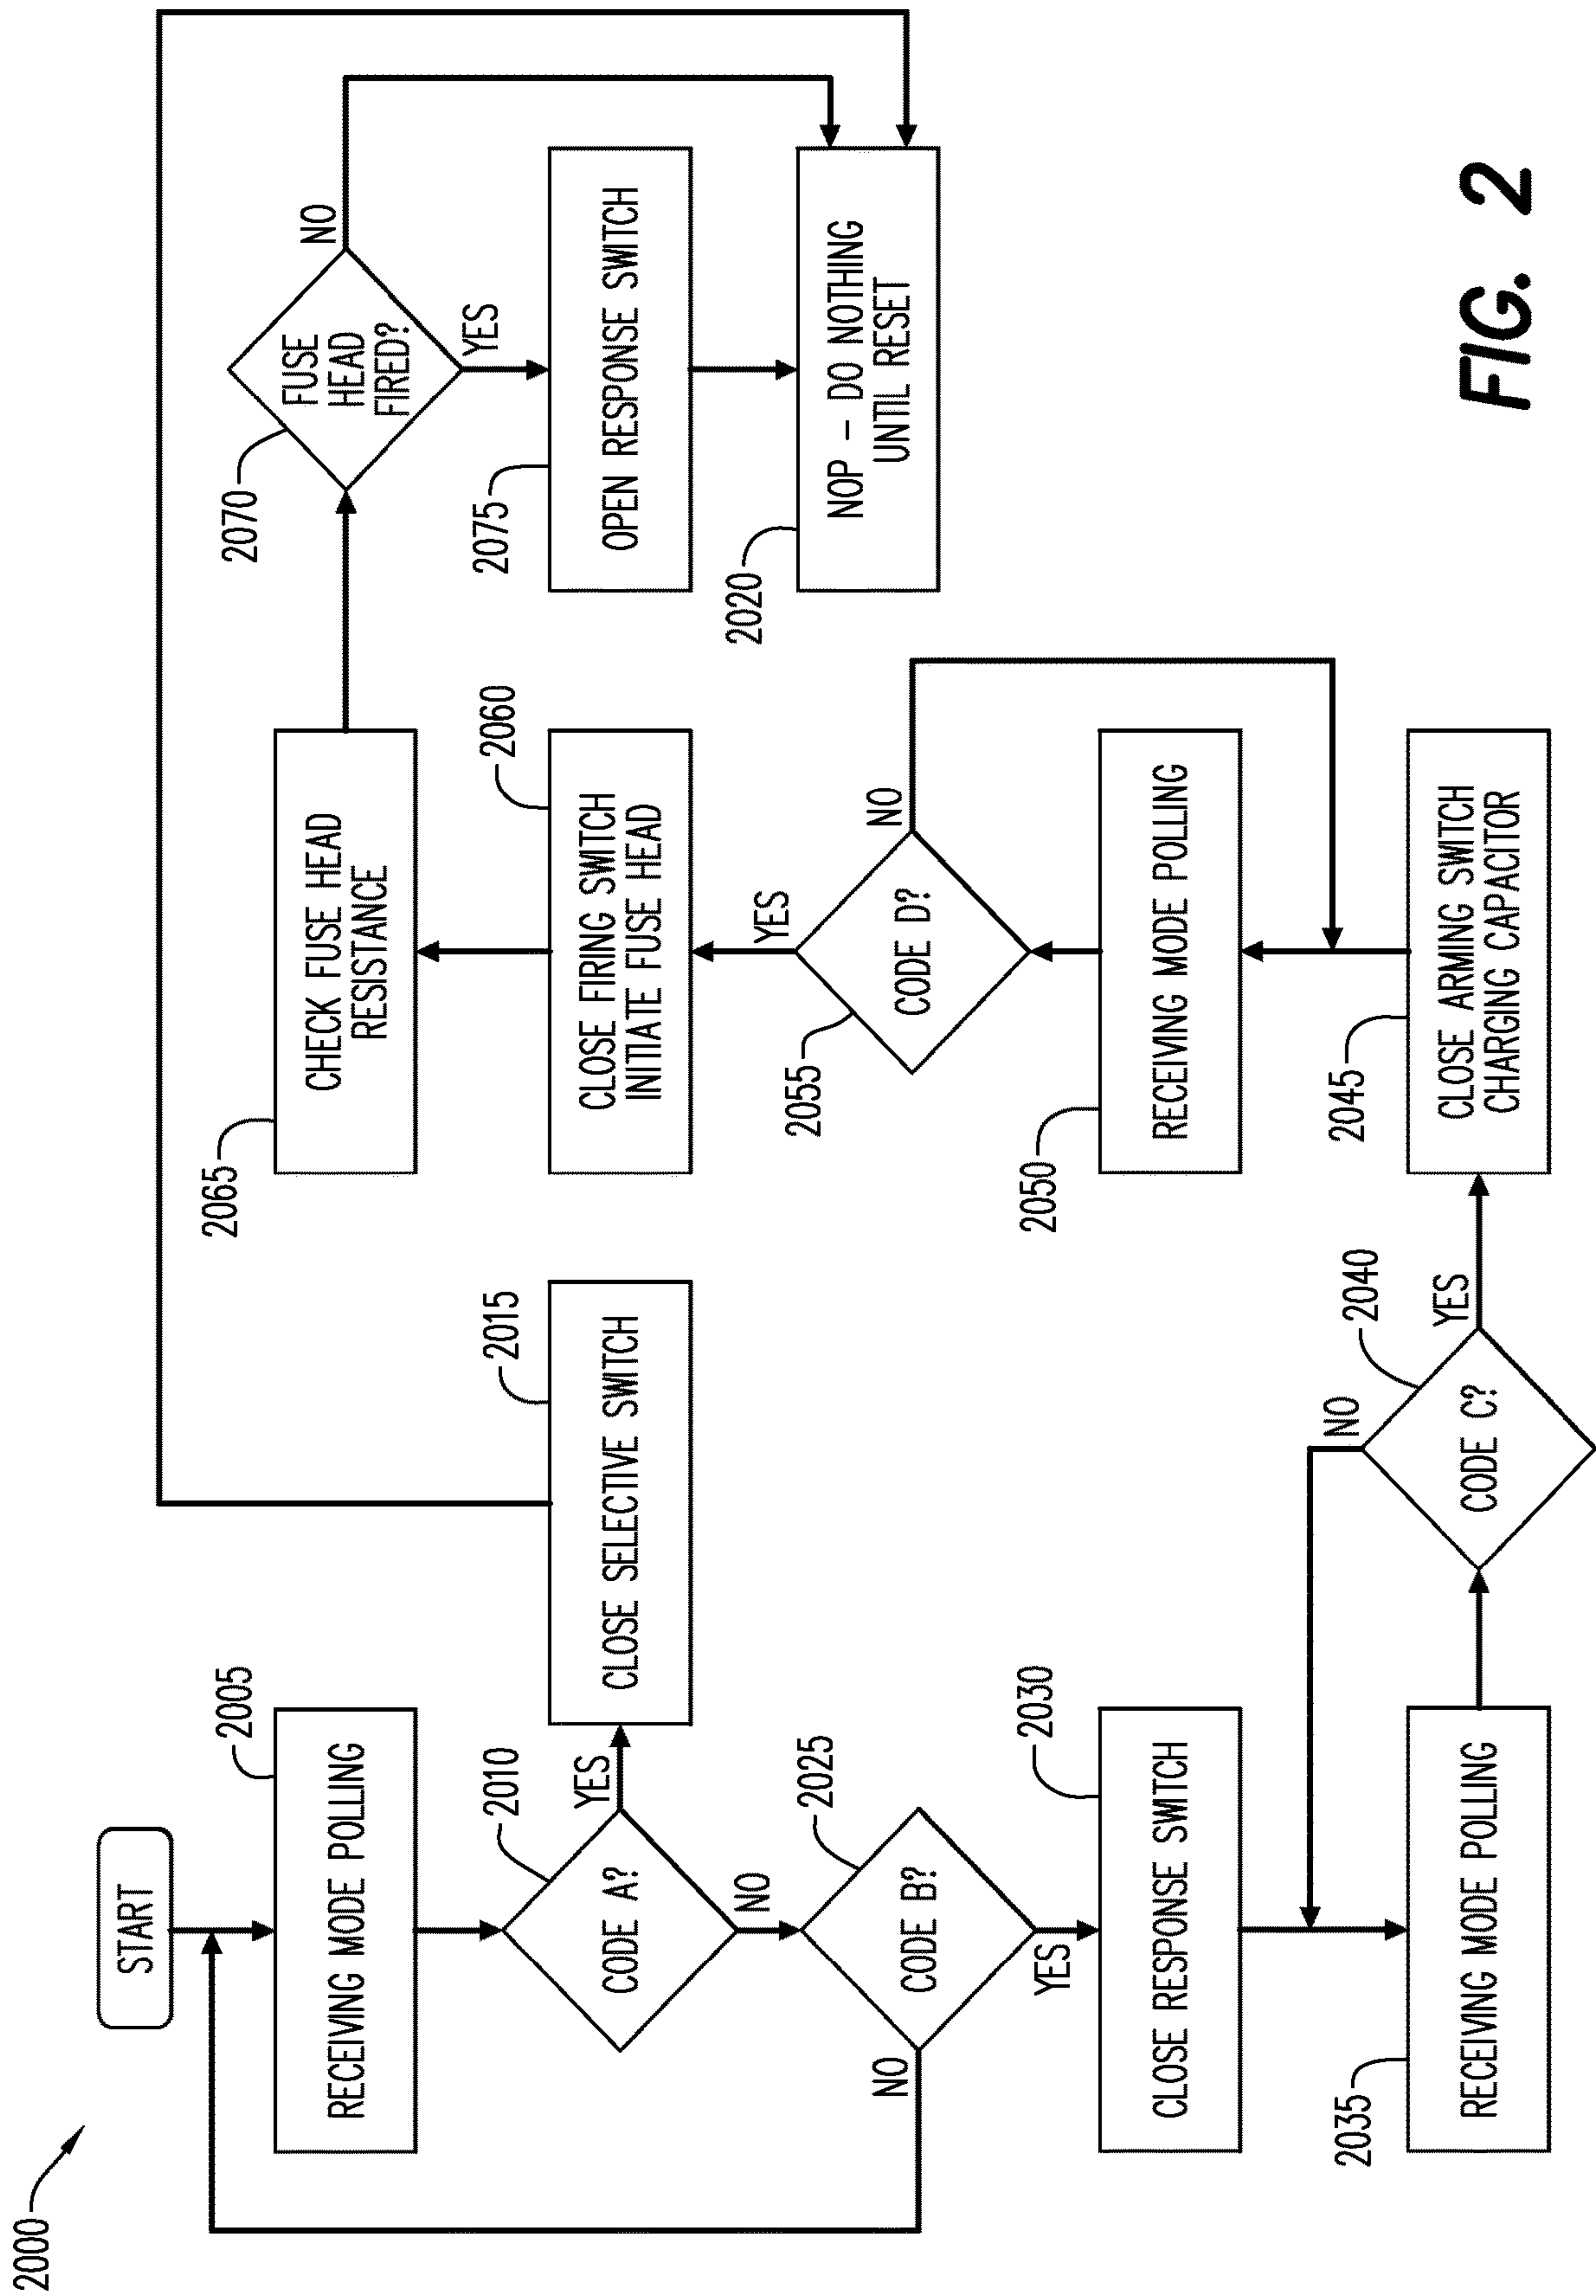 2000
START
2005
RECEIVING MODE POLLING
2010
CODE A?
YES
NO
2015
CLOSE SELECTIVE SWITCH
2025
CODE B?
NO
YES
2030
CLOSE RESPONSE SWITCH
2035
RECEIVING MODE POLLING
2040
CODE C?
NO
YES
2045
CLOSE ARMING SWITCH
CHARGING CAPACITOR
2050
RECEIVING MODE POLLING
2055
CODE D?
NO
YES
2060
CLOSE FIRING SWITCH
INITIATE FUSE HEAD
2065
CHECK FUSE HEAD
RESISTANCE
2070
FUSE
HEAD
FIRED?
NO
YES
2075
OPEN RESPONSE SWITCH
2020
NOP – DO NOTHING
UNTIL RESET
FIG. 2